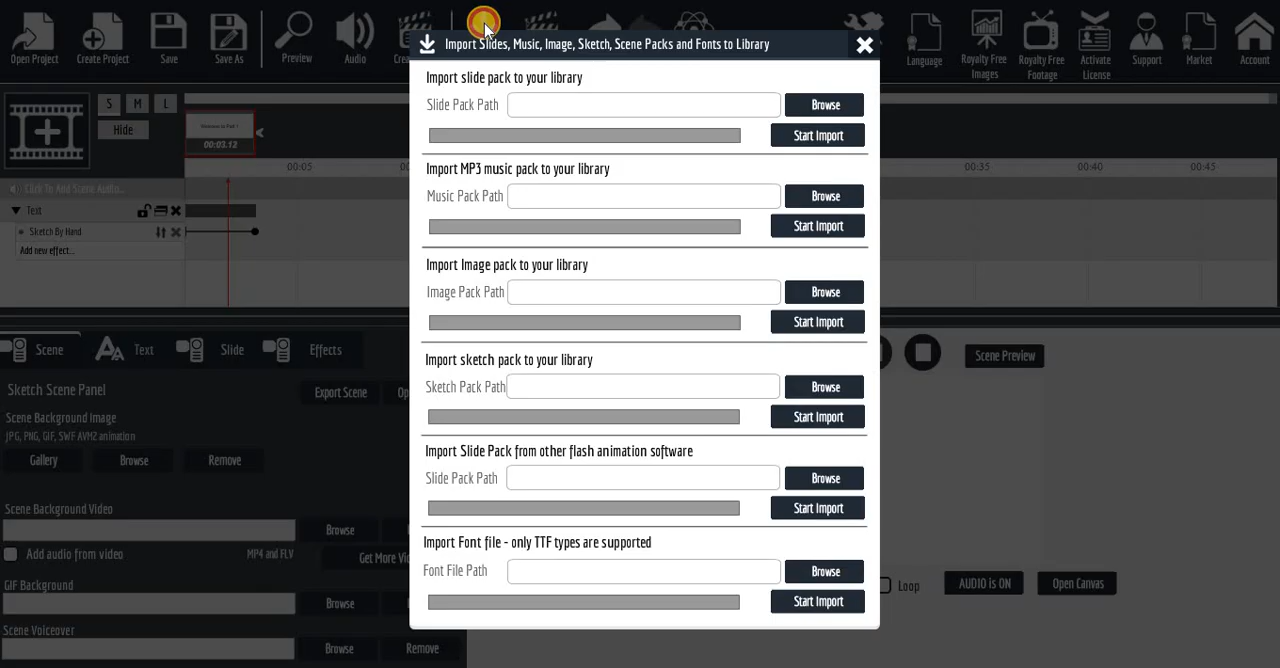 Open Project
Create Project
Save
Save As
Preview
Audio
Language
Royalty Free
Images
Royalty Free
Footage
Activate
License
Support
Market
Account
Import Slides, Music, Image, Sketch, Scene Packs and Fonts to Library
Import slide pack to your library
Slide Pack Path
Browse
Start Import
Import MP3 music pack to your library
Music Pack Path
Browse
Start Import
Import Image pack to your library
Image Pack Path
Browse
Start Import
Import sketch pack to your library
Sketch Pack Path
Browse
Start Import
Import Slide Pack from other flash animation software
Slide Pack Path
Browse
Start Import
Import Font file - only TTF types are supported
Font File Path
Browse
Start Import
S M L
Hide
00:03.12
00:05
00:35
00:40
00:45
Click To And Scene Audio...
Text
Sketch By Hand
Add new effect...
Scene
Text
Slide
Effects
Scene Preview
Sketch Scene Panel
Export Scene
Scene Background Image
JPG, PNG, GIF, SWF AVM2 animation
Gallery
Browse
Remove
Scene Background Video
Browse
Add audio from video
MP4 and FLV
Get More
GIF Background
Browse
Scene Voiceover
Browse
Remove
Loop
AUDIO is ON
Open Canvas